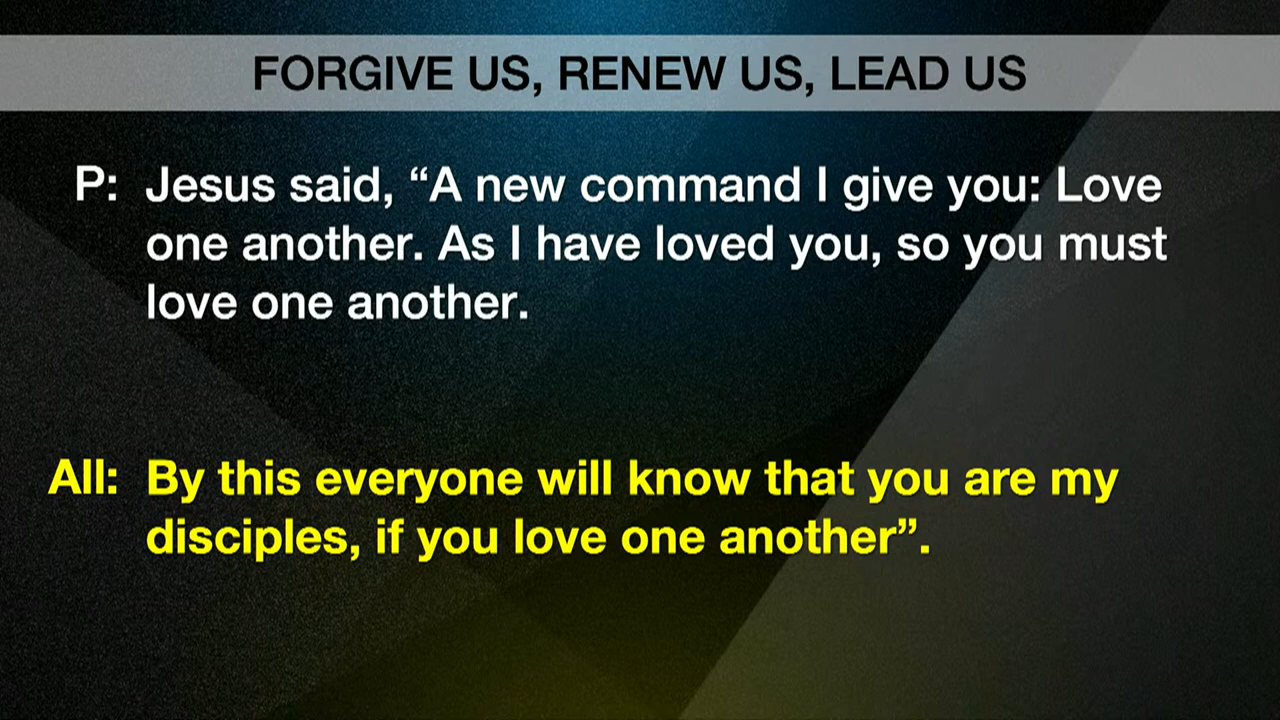 FORGIVE US, RENEW US, LEAD US
P: Jesus said, “A new command I give you: Love
one another. As I have loved you, so you must
love one another.
All: By this everyone will know that you are my
disciples, if you love one another”.